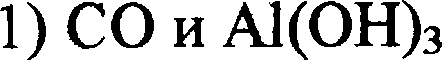 1) CO и Al(OH)₃